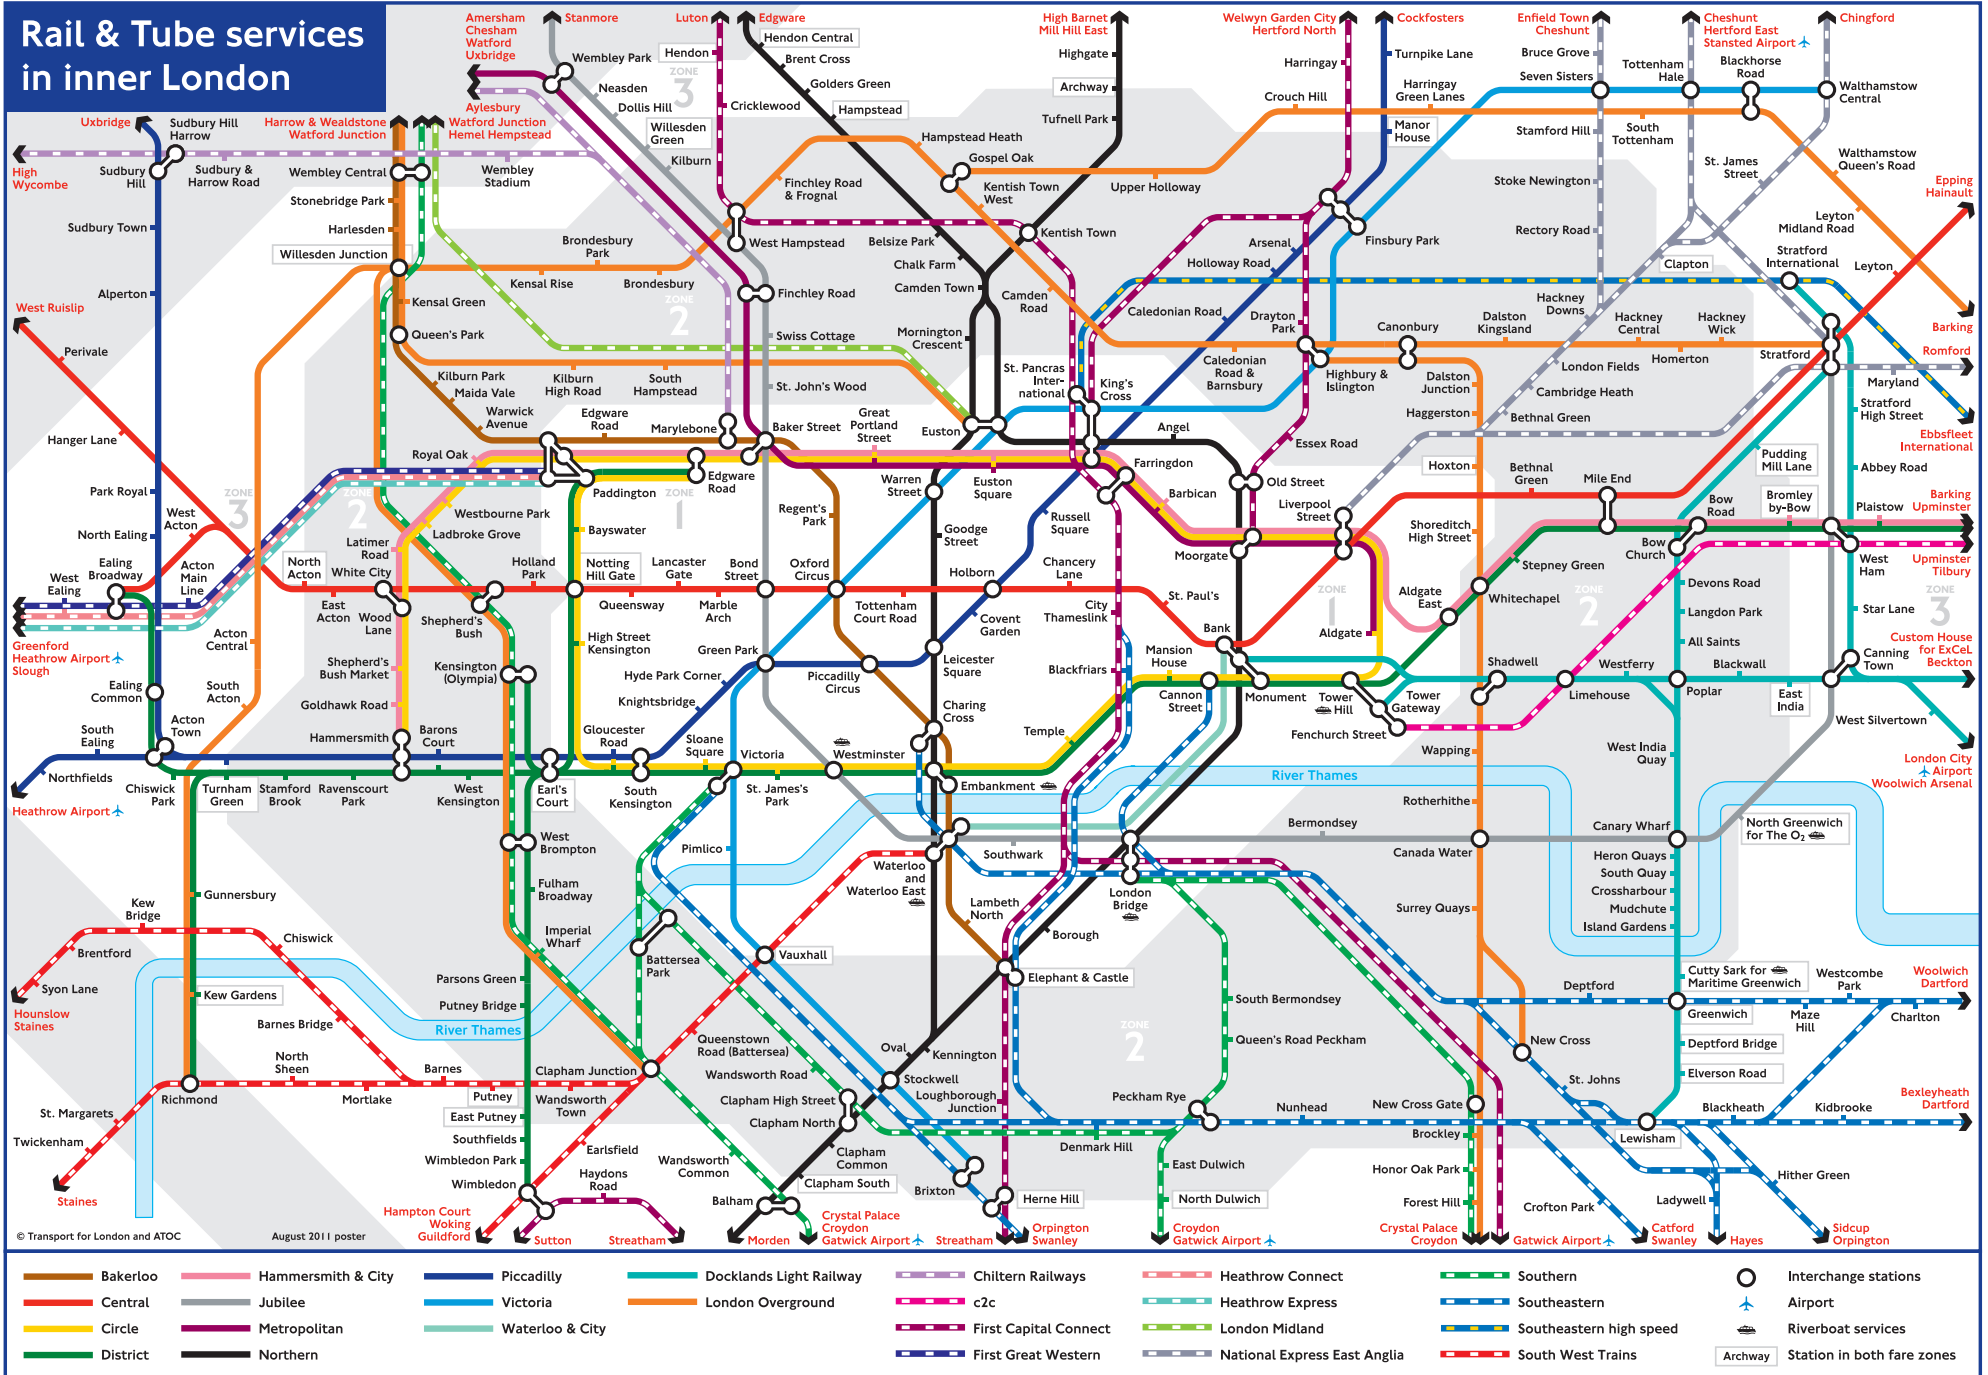 Rail & Tube services
in inner London
Amersham
Chesham
Watford
Uxbridge
Stanmore
Luton
Edgware
High Barnet
Mill Hill East
Welwyn Garden City
Hertford North
Cockfosters
Enfield Town
Cheshunt
Cheshunt
Hertford East
Stansted Airport
Chingford
Hendon
Hendon Central
Wembley Park
Brent Cross
Highgate
Harringay
Turnpike Lane
Bruce Grove
Tottenham
Hale
Blackhorse
Road
ZONE
3
Neasden
Golders Green
Archway
Seven Sisters
Harringay
Green Lanes
Walthamstow
Central
Dollis Hill
Cricklewood
Hampstead
Crouch Hill
Aylesbury
Watford Junction
Hemel Hempstead
Harrow & Wealdstone
Watford Junction
Uxbridge
Sudbury Hill
Harrow
Willesden
Green
Tufnell Park
Manor
House
Stamford Hill
South
Tottenham
Hampstead Heath
Gospel Oak
Kilburn
High
Wycombe
Sudbury
Hill
Sudbury &
Harrow Road
Wembley Central
Wembley
Stadium
Finchley Road
& Frognal
Kentish Town
West
Upper Holloway
Stoke Newington
St. James
Street
Walthamstow
Queen's Road
Epping
Hainault
Stonebridge Park
Harlesden
Sudbury Town
Willesden Junction
Brondesbury
Park
West Hampstead
Belsize Park
Kentish Town
Finsbury Park
Arsenal
Rectory Road
Leyton
Midland Road
Clapton
Stratford
International
Leyton
Chalk Farm
Camden Town
Holloway Road
Kensal Rise
Brondesbury
Finchley Road
Alperton
Kensal Green
ZONE
2
Camden
Road
Caledonian Road
Drayton
Park
Canonbury
Hackney
Downs
Dalston
Kingsland
Hackney
Central
Hackney
Wick
Barking
West Ruislip
Queen's Park
Swiss Cottage
Mornington
Crescent
Romford
Perivale
Kilburn Park
Maida Vale
Kilburn
High Road
South
Hampstead
St. John's Wood
St. Pancras
Inter-
national
King's
Cross
Caledonian
Road &
Barnsbury
Highbury &
Islington
Dalston
Junction
London Fields
Homerton
Stratford
Maryland
Cambridge Heath
Stratford
High Street
Warwick
Avenue
Edgware
Road
Marylebone
Baker Street
Great
Portland
Street
Euston
Angel
Haggerston
Bethnal Green
Ebbsfleet
International
Hanger Lane
Royal Oak
Essex Road
Hoxton
Bethnal
Green
Mile End
Pudding
Mill Lane
Abbey Road
Park Royal
ZONE
3
ZONE
2
Paddington
Edgware
Road
ZONE
1
Warren
Street
Euston
Square
Farringdon
Barbican
Old Street
Liverpool
Street
Bow
Road
Bromley
by-Bow
Plaistow
Barking
Upminster
West
Acton
Westbourne Park
Regent's
Park
Russell
Square
North Ealing
Ladbroke Grove
Bayswater
Goodge
Street
Moorgate
Shoreditch
High Street
Bow
Church
West
Ham
Upminster
Tilbury
Ealing
Broadway
Acton
Main
Line
North
Acton
Latimer
Road
White City
Holland
Park
Notting
Hill Gate
Lancaster
Gate
Bond
Street
Oxford
Circus
Holborn
Chancery
Lane
Stepney Green
Devons Road
West
Ealing
East
Acton
Wood
Lane
Shepherd's
Bush
Queensway
Marble
Arch
Tottenham
Court Road
City
Thameslink
St. Paul's
ZONE
1
Aldgate
East
Whitechapel
ZONE
2
Langdon Park
Star Lane
ZONE
3
Greenford
Heathrow Airport
Slough
Acton
Central
High Street
Kensington
Covent
Garden
Bank
Aldgate
All Saints
Custom House
for ExCeL
Beckton
Shepherd's
Bush Market
Kensington
(Olympia)
Green Park
Leicester
Square
Mansion
House
Blackfriars
Shadwell
Westferry
Blackwall
Canning
Town
Ealing
Common
South
Acton
Goldhawk Road
Hyde Park Corner
Piccadilly
Circus
Cannon
Street
Monument
Tower
Hill
Tower
Gateway
Limehouse
Poplar
East
India
Knightsbridge
Charing
Cross
Fenchurch Street
West Silvertown
South
Ealing
Acton
Town
Hammersmith
Barons
Court
Gloucester
Road
Sloane
Square
Victoria
Westminster
Temple
Wapping
West India
Quay
Northfields
Heathrow Airport
Chiswick
Park
Turnham
Green
Stamford
Brook
Ravenscourt
Park
West
Kensington
Earl's
Court
South
Kensington
St. James's
Park
Embankment
River Thames
London City
Airport
Woolwich Arsenal
Rotherhithe
Pimlico
West
Brompton
Southwark
Bermondsey
Canada Water
Canary Wharf
North Greenwich
for The O2
Waterloo
and
Waterloo East
Heron Quays
South Quay
London
Bridge
Crossharbour
Gunnersbury
Fulham
Broadway
Lambeth
North
Surrey Quays
Mudchute
Island Gardens
Kew
Bridge
Brentford
Chiswick
Imperial
Wharf
Battersea
Park
Vauxhall
Borough
Syon Lane
Hounslow
Staines
Kew Gardens
Parsons Green
Elephant & Castle
Deptford
Cutty Sark for
Maritime Greenwich
Westcombe
Park
Woolwich
Dartford
Putney Bridge
South Bermondsey
Greenwich
Maze
Hill
Charlton
Barnes Bridge
River Thames
Queenstown
Road (Battersea)
Oval
Kennington
ZONE
2
Queen's Road Peckham
New Cross
Deptford Bridge
North
Sheen
Barnes
Clapham Junction
Wandsworth Road
Stockwell
St. Johns
Elverson Road
Richmond
Mortlake
Putney
Wandsworth
Town
Clapham High Street
Loughborough
Junction
Peckham Rye
Nunhead
New Cross Gate
Blackheath
Kidbrooke
Bexleyheath
Dartford
St. Margarets
East Putney
Clapham North
Brockley
Lewisham
Twickenham
Southfields
Earlsfield
Wandsworth
Common
Clapham
Common
Denmark Hill
East Dulwich
Honor Oak Park
Hither Green
Wimbledon Park
Haydons
Road
Clapham South
Wimbledon
Balham
Brixton
Herne Hill
North Dulwich
Forest Hill
Crofton Park
Ladywell
Staines
Hampton Court
Woking
Guildford
Sutton
Streatham
Morden
Crystal Palace
Croydon
Gatwick Airport
Streatham
Orpington
Swanley
Croydon
Gatwick Airport
Crystal Palace
Croydon
Gatwick Airport
Catford
Swanley
Hayes
Sidcup
Orpington
© Transport for London and ATOC
August 2011 poster
Bakerloo
Hammersmith & City
Piccadilly
Docklands Light Railway
Chiltern Railways
Heathrow Connect
Southern
Interchange stations
Central
Jubilee
Victoria
London Overground
c2c
Heathrow Express
Southeastern
Airport
Circle
Metropolitan
Waterloo & City
First Capital Connect
London Midland
Southeastern high speed
Riverboat services
District
Northern
First Great Western
National Express East Anglia
South West Trains
Archway
Station in both fare zones